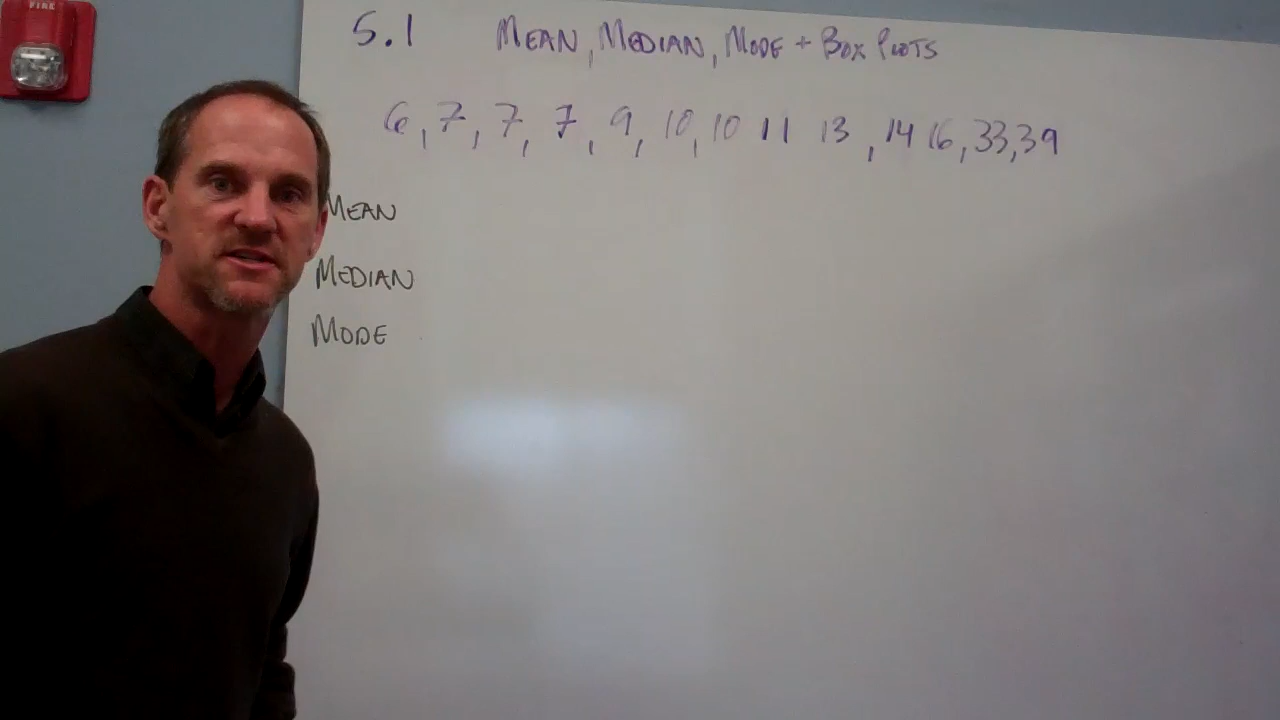 FIRE
5.1 MEAN, MEDIAN, MODE + BOX PLOTS
6, 7, 7, 7, 9, 10, 10 11 13, 14 16, 33, 39
MEAN
MEDIAN
MODE